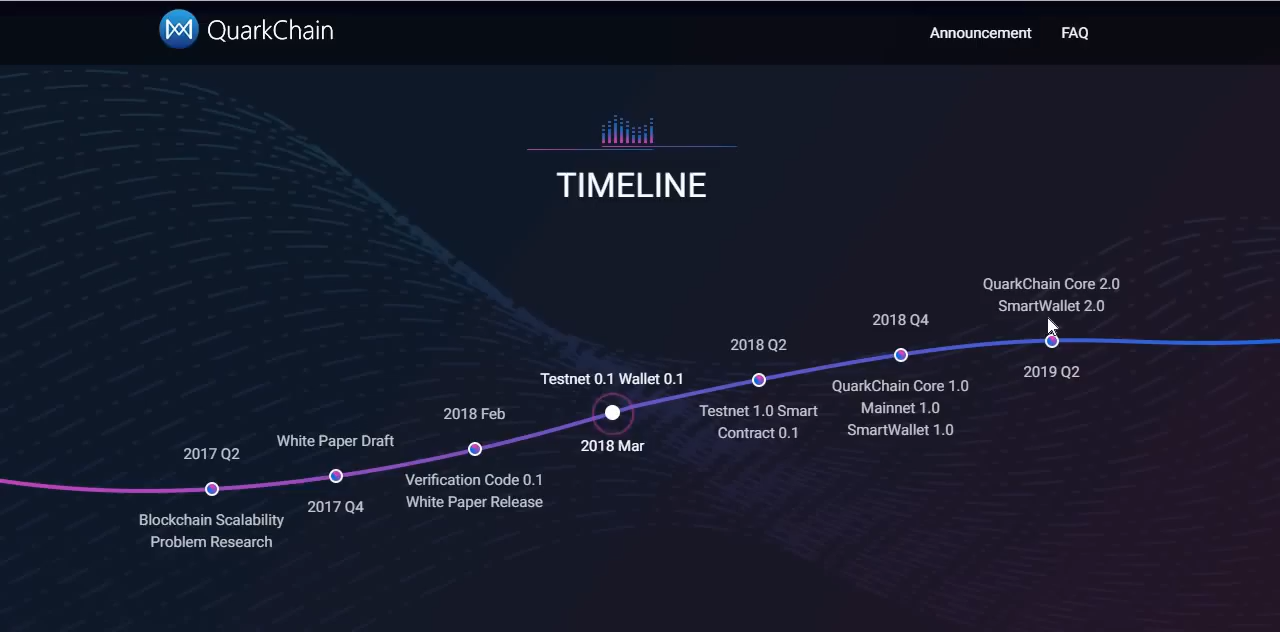 QuarkChain
Announcement
FAQ
TIMELINE
2017 Q2
Blockchain Scalability
Problem Research
White Paper Draft
2017 Q4
2018 Feb
Verification Code 0.1
White Paper Release
Testnet 0.1 Wallet 0.1
2018 Mar
2018 Q2
Testnet 1.0 Smart
Contract 0.1
2018 Q4
QuarkChain Core 1.0
Mainnet 1.0
SmartWallet 1.0
QuarkChain Core 2.0
SmartWallet 2.0
2019 Q2